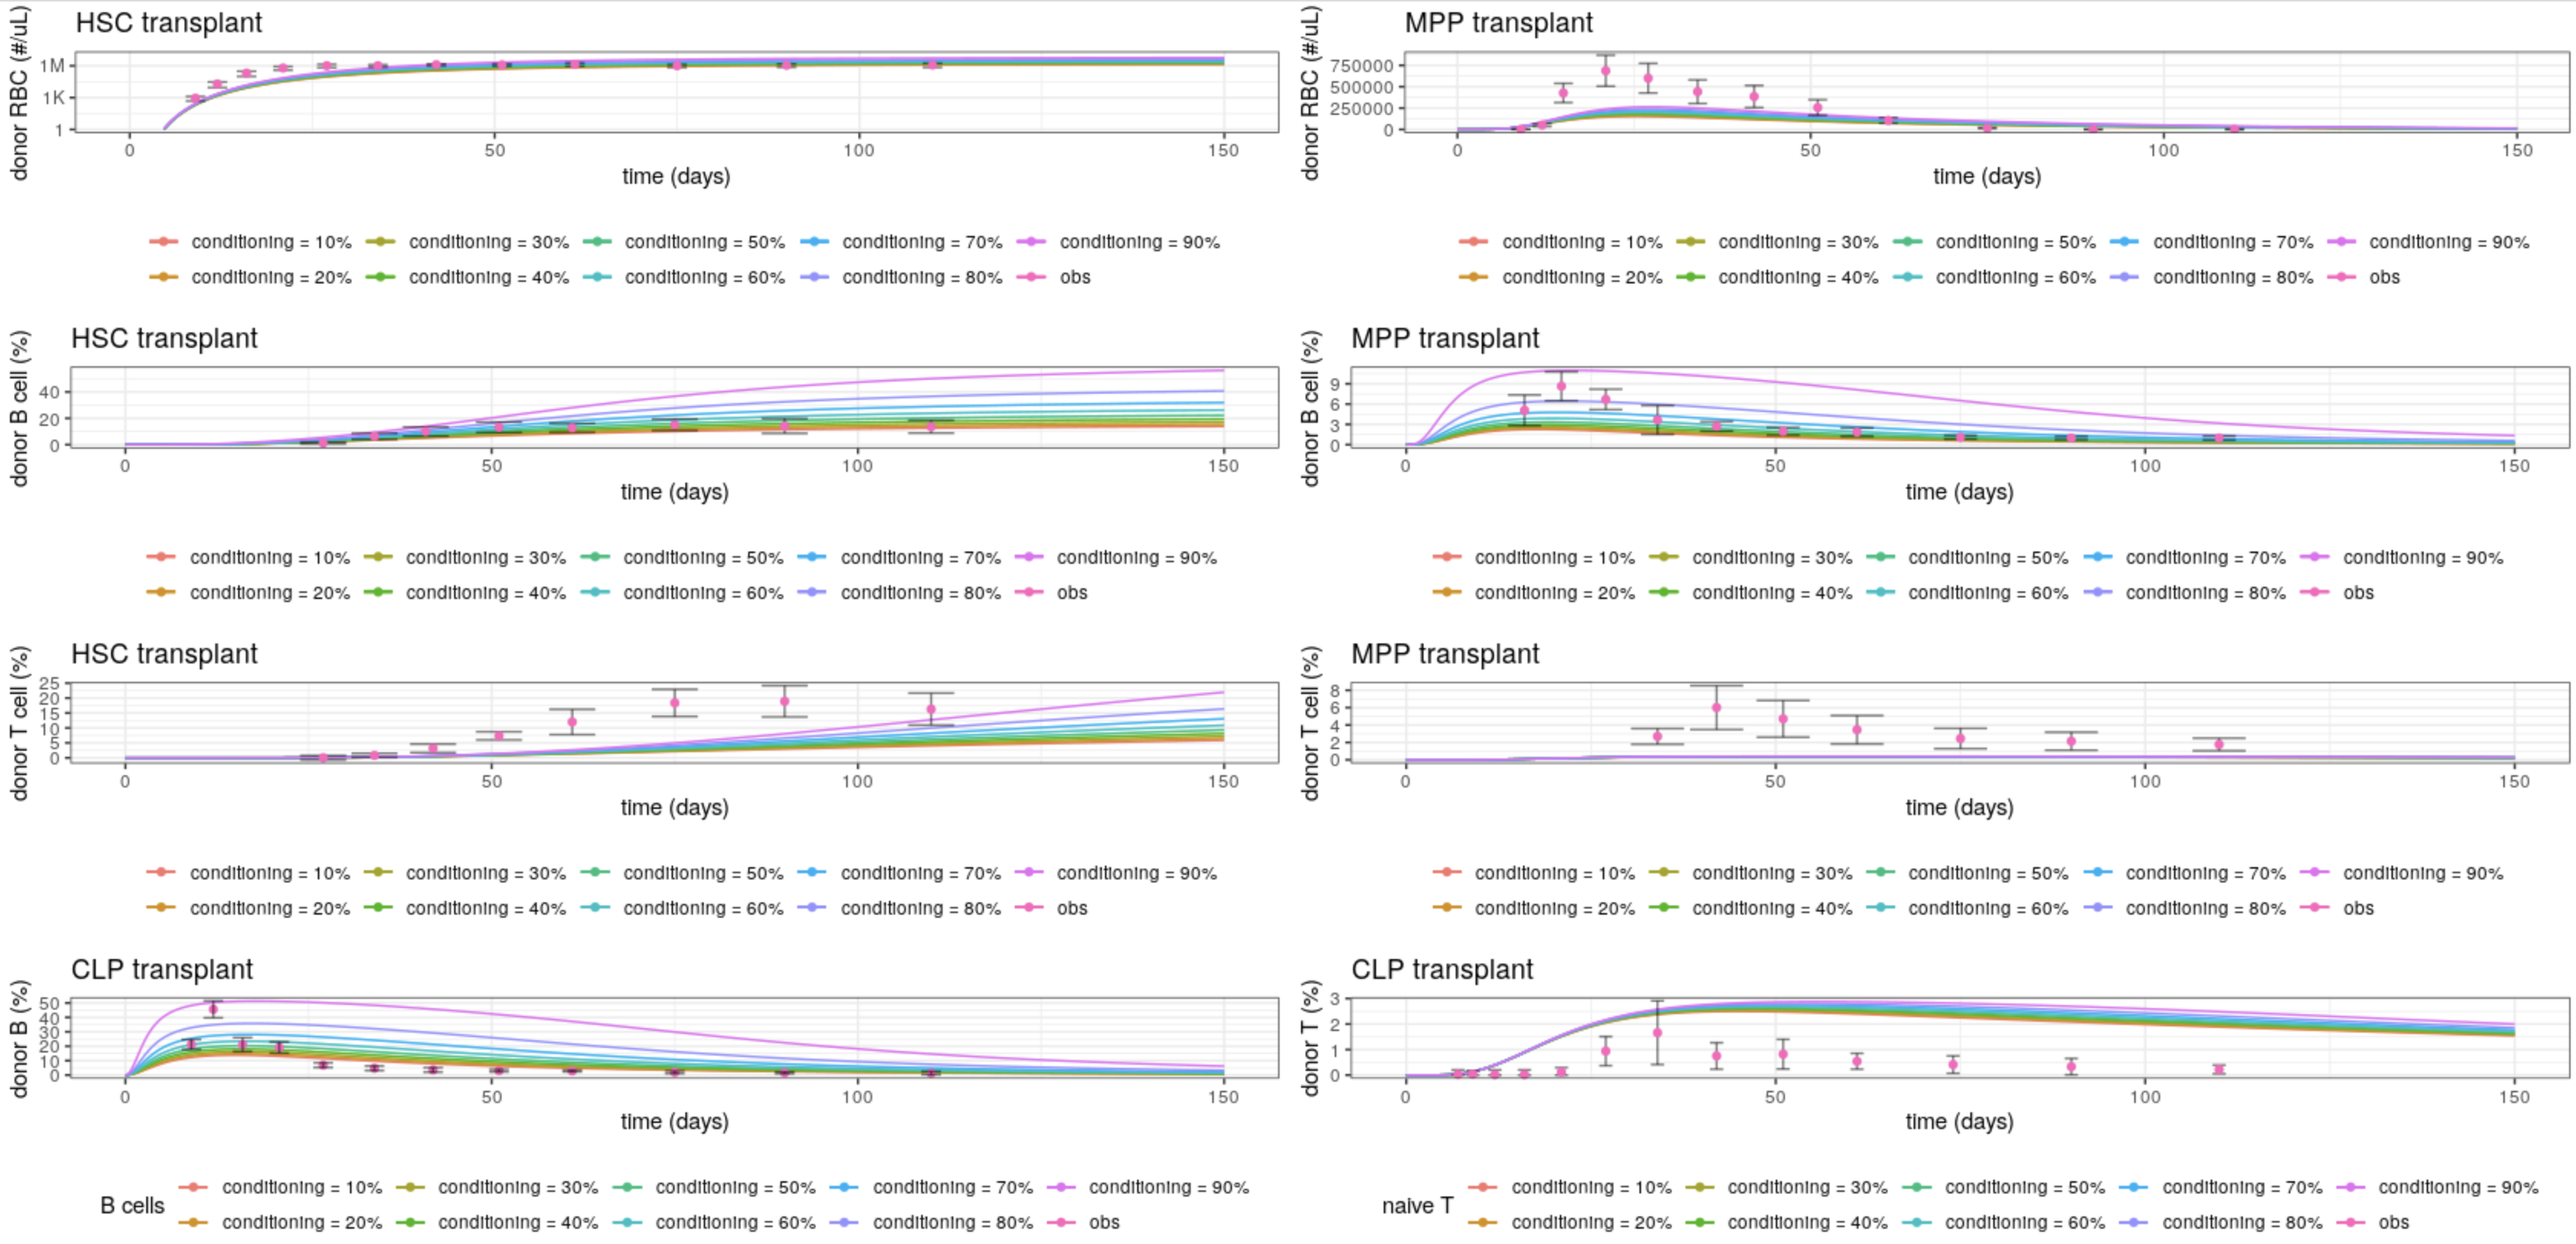 HSC transplant
donor RBC (#/uL)
1M
1K
1
0 50 100 150
time (days)
conditioning = 10% conditioning = 30% conditioning = 50% conditioning = 70% conditioning = 90%
conditioning = 20% conditioning = 40% conditioning = 60% conditioning = 80% obs
MPP transplant
donor RBC (#/uL)
750000
500000
250000
0
0 50 100 150
time (days)
conditioning = 10% conditioning = 30% conditioning = 50% conditioning = 70% conditioning = 90%
conditioning = 20% conditioning = 40% conditioning = 60% conditioning = 80% obs
HSC transplant
donor B cell (%)
40
20
0
0 50 100 150
time (days)
conditioning = 10% conditioning = 30% conditioning = 50% conditioning = 70% conditioning = 90%
conditioning = 20% conditioning = 40% conditioning = 60% conditioning = 80% obs
MPP transplant
donor B cell (%)
9
6
3
0
0 50 100 150
time (days)
conditioning = 10% conditioning = 30% conditioning = 50% conditioning = 70% conditioning = 90%
conditioning = 20% conditioning = 40% conditioning = 60% conditioning = 80% obs
HSC transplant
donor T cell (%)
25
20
15
10
5
0
0 50 100 150
time (days)
conditioning = 10% conditioning = 30% conditioning = 50% conditioning = 70% conditioning = 90%
conditioning = 20% conditioning = 40% conditioning = 60% conditioning = 80% obs
MPP transplant
donor T cell (%)
8
6
4
2
0
0 50 100 150
time (days)
conditioning = 10% conditioning = 30% conditioning = 50% conditioning = 70% conditioning = 90%
conditioning = 20% conditioning = 40% conditioning = 60% conditioning = 80% obs
CLP transplant
donor B (%)
50
40
30
20
10
0
0 50 100 150
time (days)
B cells
conditioning = 10% conditioning = 30% conditioning = 50% conditioning = 70% conditioning = 90%
conditioning = 20% conditioning = 40% conditioning = 60% conditioning = 80% obs
CLP transplant
donor T (%)
3
2
1
0
0 50 100 150
time (days)
naive T
conditioning = 10% conditioning = 30% conditioning = 50% conditioning = 70% conditioning = 90%
conditioning = 20% conditioning = 40% conditioning = 60% conditioning = 80% obs